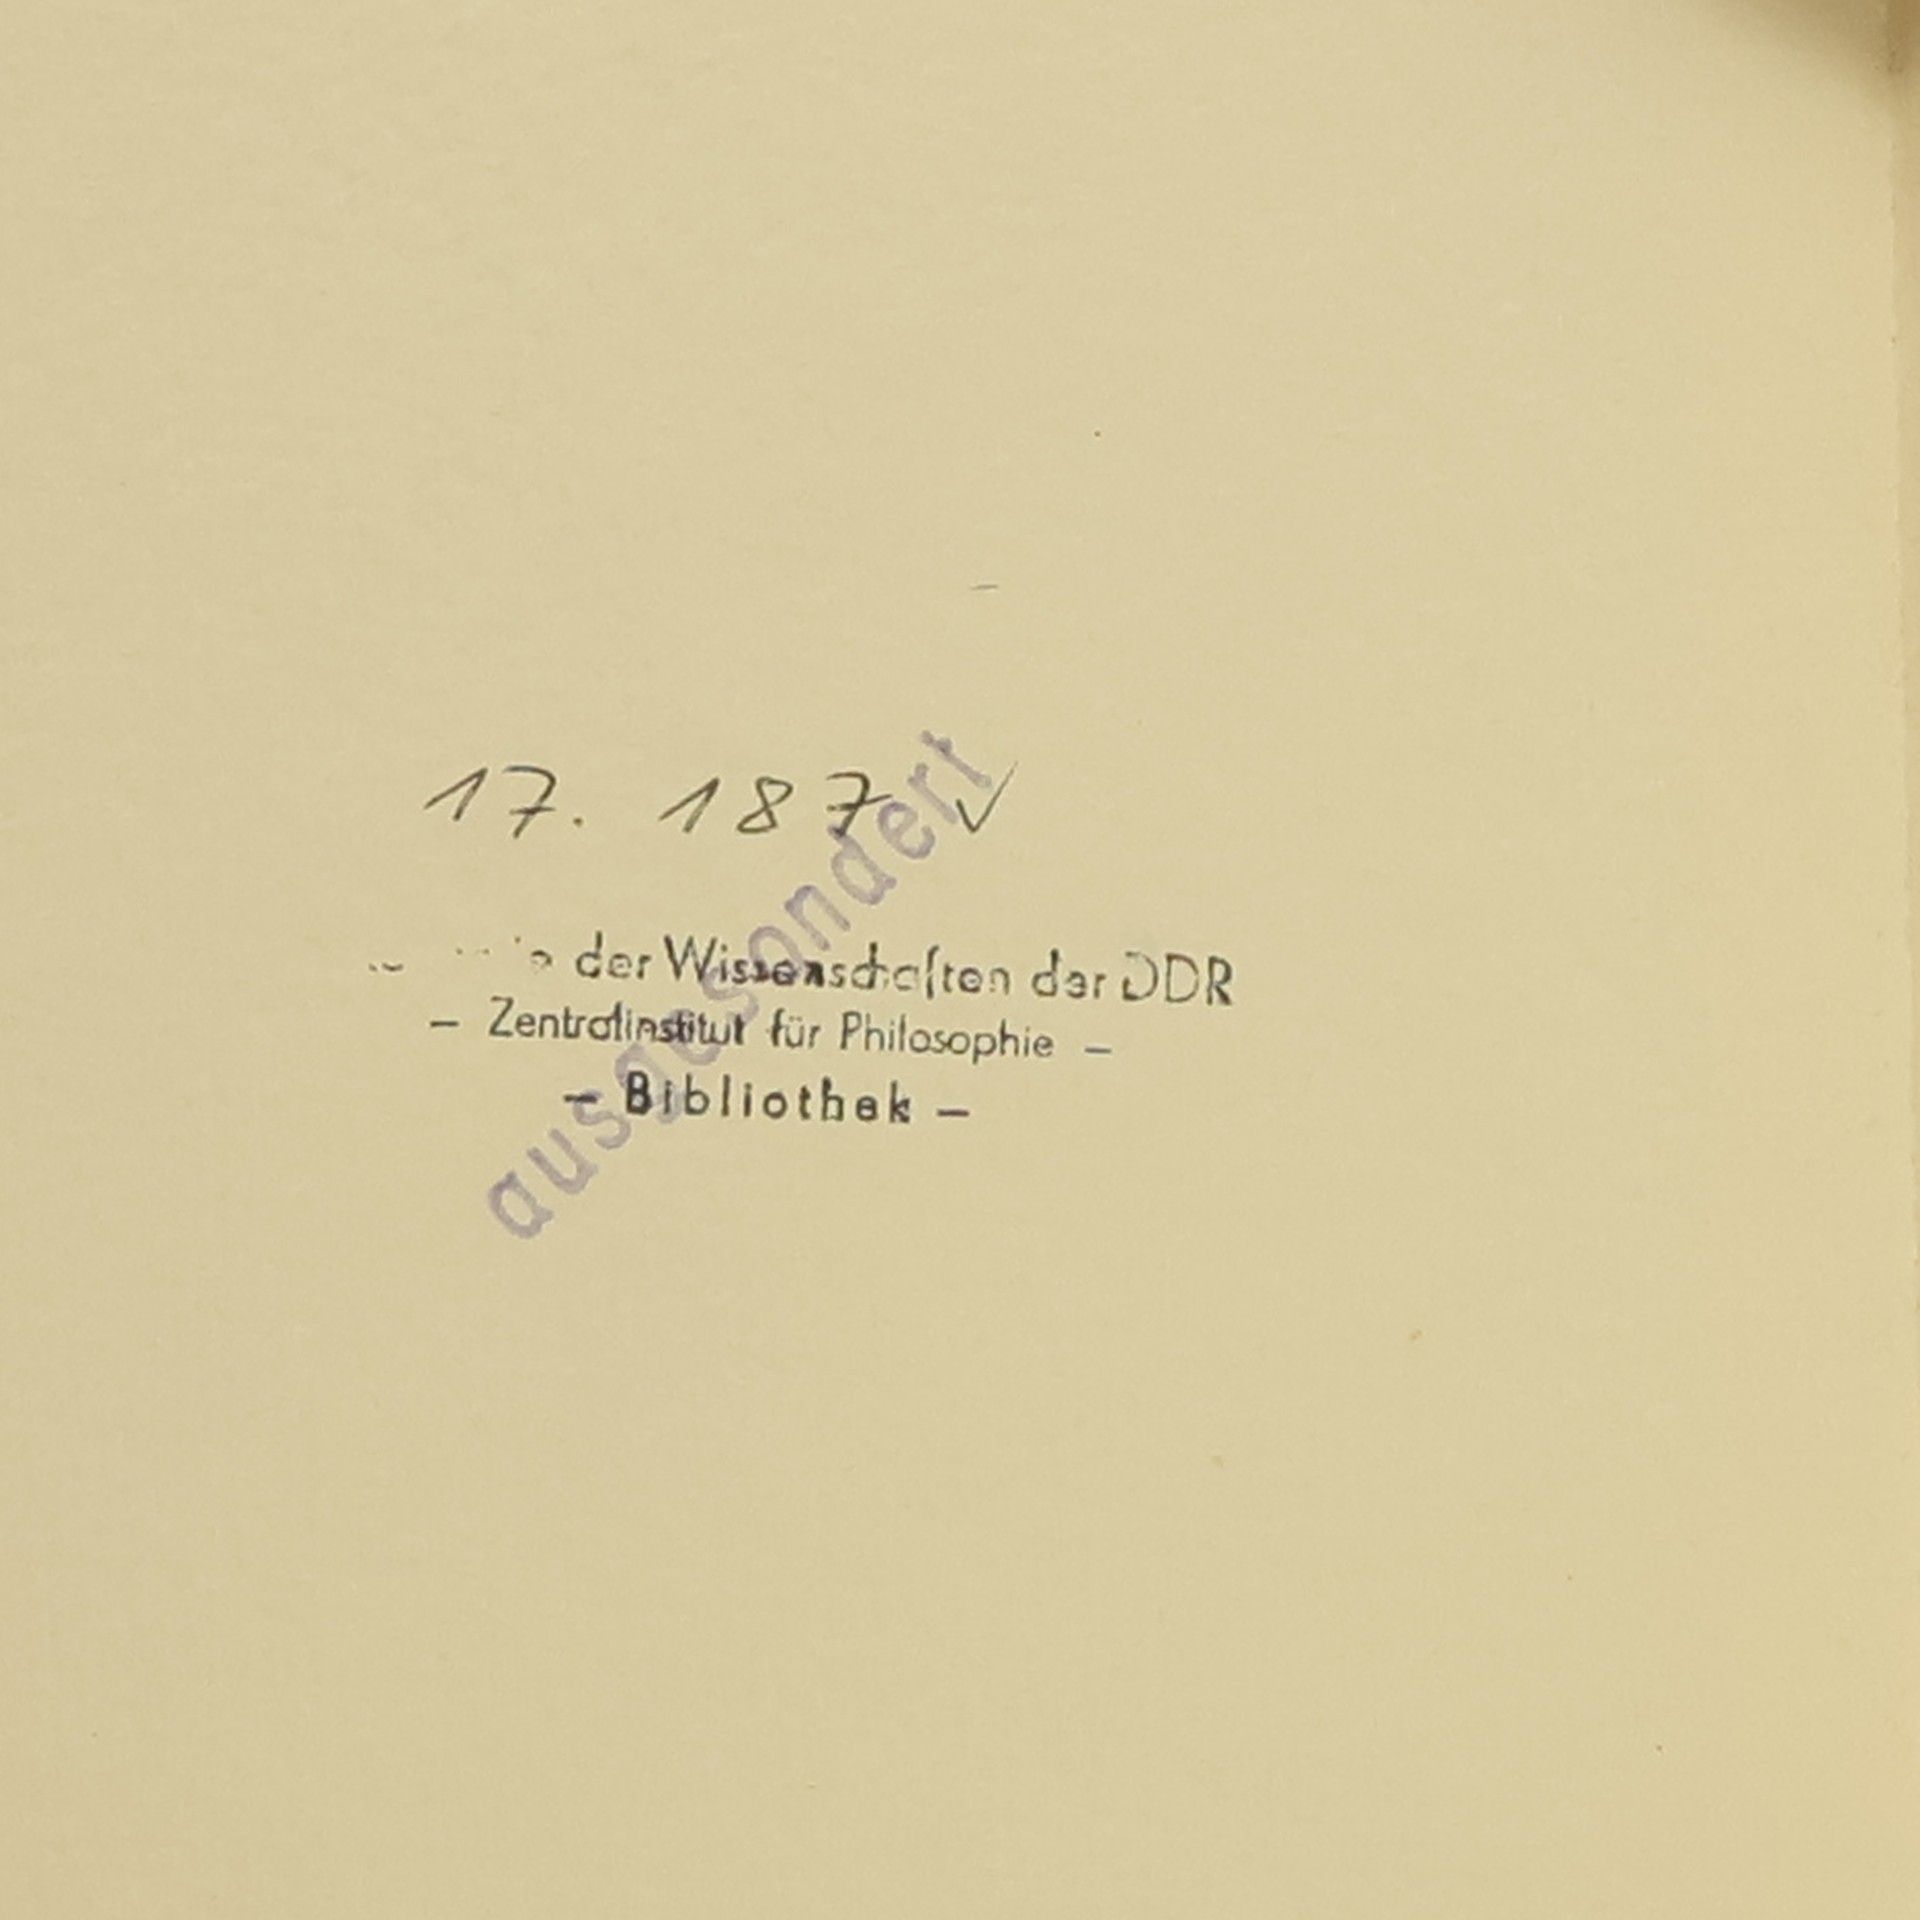 17. 187 ✓
der Wissenschaften der DDR
– Zentralinstitut für Philosophie –
– Bibliothek –
ausgesondert